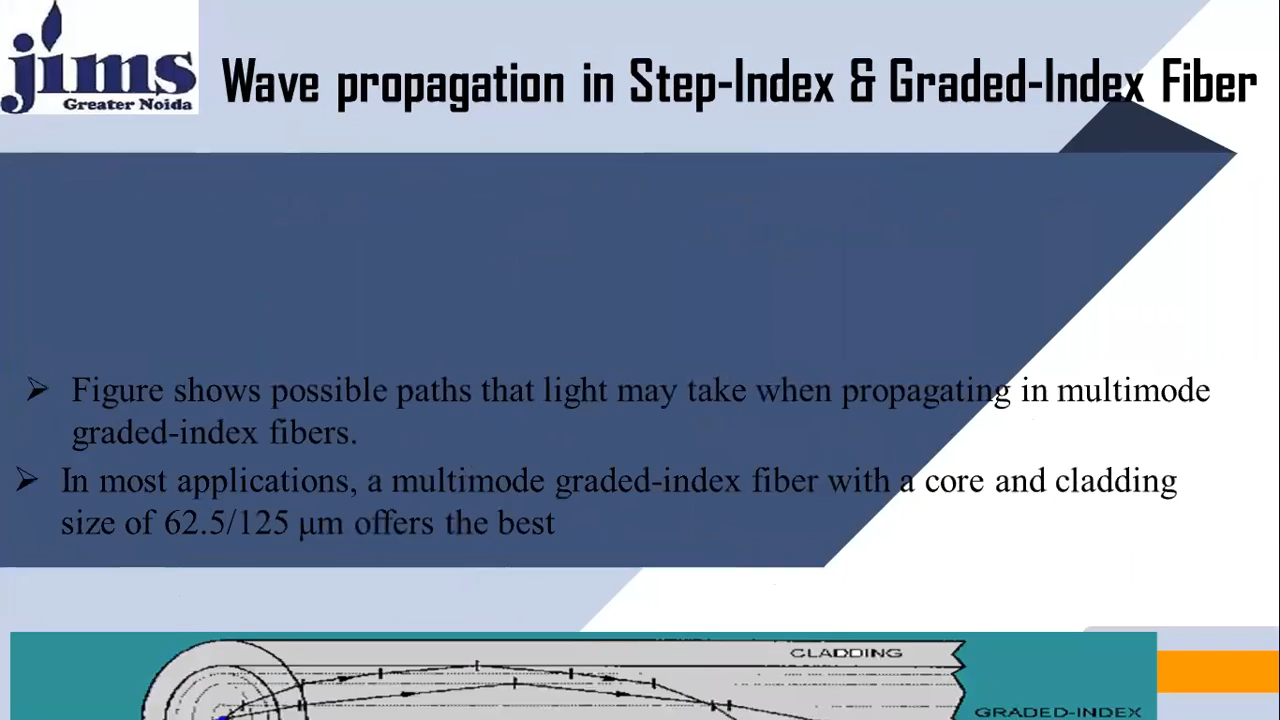 jims
Greater Noida
Wave propagation in Step-Index & Graded-Index Fiber
➢ Figure shows possible paths that light may take when propagating in multimode
graded-index fibers.
➢ In most applications, a multimode graded-index fiber with a core and cladding
size of 62.5/125 μm offers the best
CLADDING
GRADED-INDEX